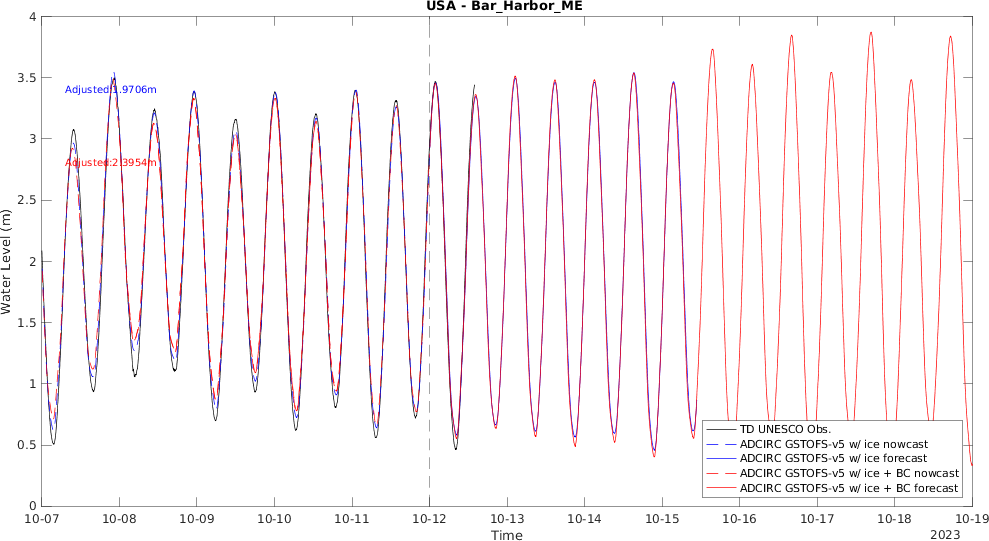 USA - Bar_Harbor_ME
Water Level (m)
4
3.5
3
2.5
2
1.5
1
0.5
0
Adjusted:1.9706m
Adjusted:2.3954m
TD UNESCO Obs.
ADCIRC GSTOFS-v5 w/ ice nowcast
ADCIRC GSTOFS-v5 w/ ice forecast
ADCIRC GSTOFS-v5 w/ ice + BC nowcast
ADCIRC GSTOFS-v5 w/ ice + BC forecast
10-07 10-08 10-09 10-10 10-11 10-12 10-13 10-14 10-15 10-16 10-17 10-18 10-19
Time
2023